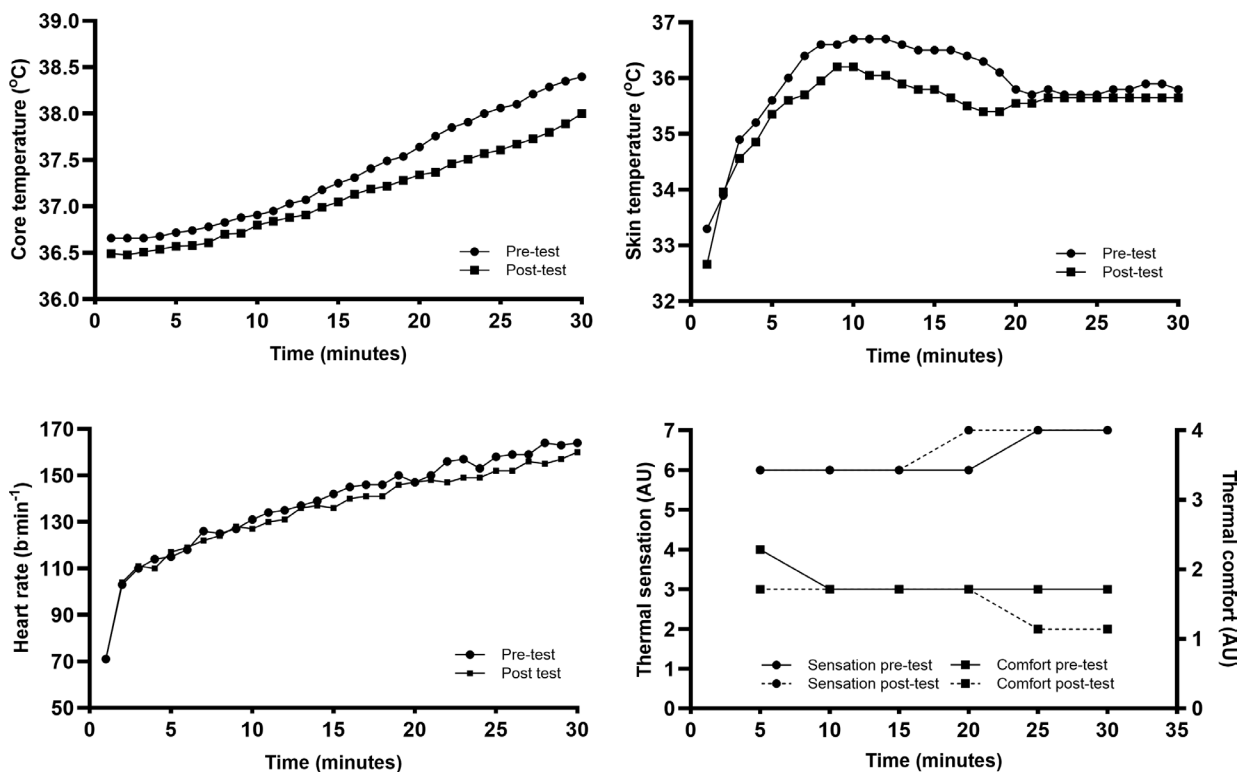 Core temperature (°C)
39.0
38.5
38.0
37.5
37.0
36.5
36.0
0 5 10 15 20 25 30
Time (minutes)
Pre-test
Post-test
Skin temperature (°C)
37
36
35
34
33
32
0 5 10 15 20 25 30
Time (minutes)
Pre-test
Post-test
Heart rate (b·min⁻¹)
170
150
130
110
90
70
50
0 5 10 15 20 25 30
Time (minutes)
Pre-test
Post test
Thermal sensation (AU)
7
6
5
4
3
2
1
0
0 5 10 15 20 25 30 35
Time (minutes)
Sensation pre-test Comfort pre-test
Sensation post-test Comfort post-test
4
3
2
1
0
Thermal comfort (AU)